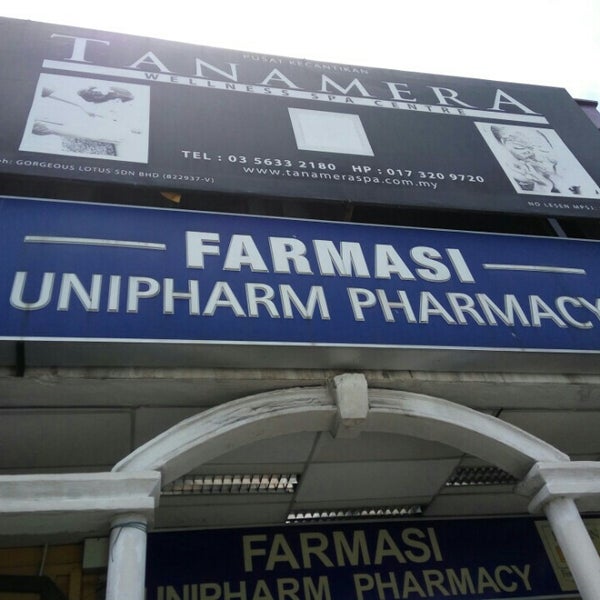 PUSAT KECANTIKAN
TANAMERA
WELLNESS SPA CENTRE
GORGEOUS LOTUS SDN BHD (822937-V)
TEL : 03 5633 2180 HP : 017 320 9720
www.tanameraspa.com.my
NO LESEN MPSJ
FARMASI
UNIPHARM PHARMACY
FARMASI
UNIPHARM PHARMACY